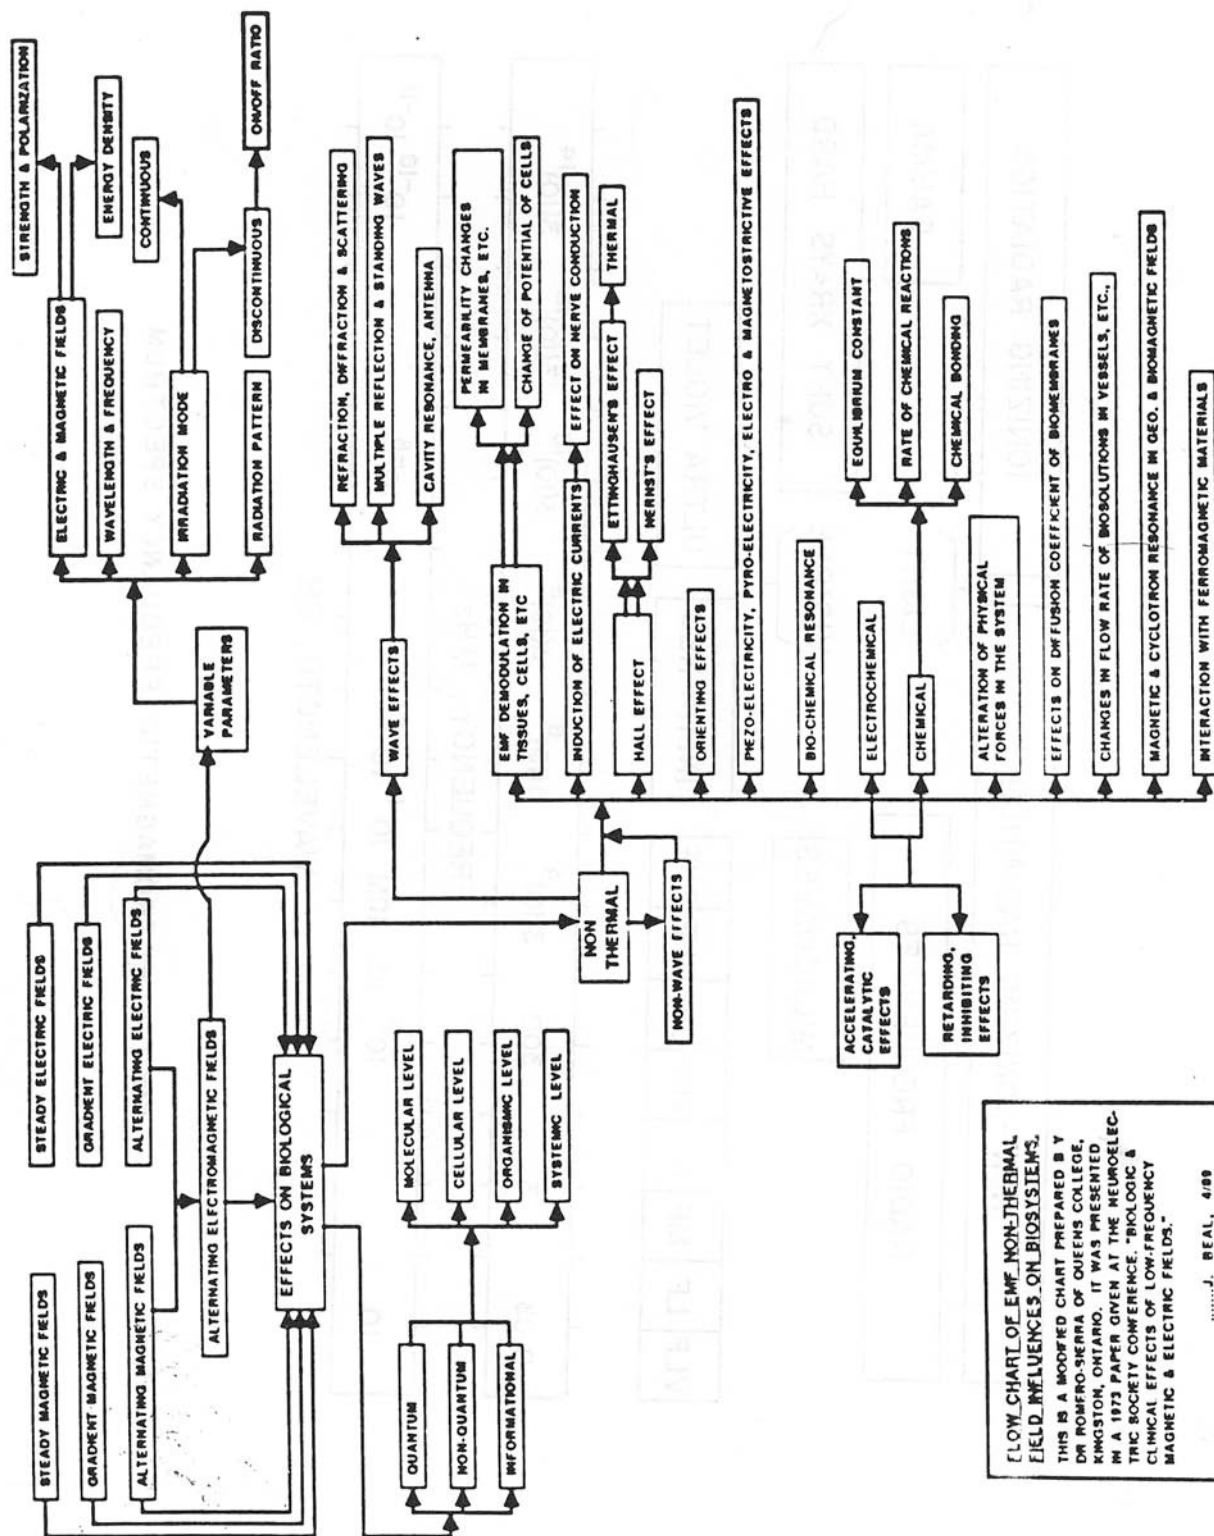 STEADY MAGNETIC FIELDS
GRADIENT MAGNETIC FIELDS
ALTERNATING MAGNETIC FIELDS
STEADY ELECTRIC FIELDS
GRADIENT ELECTRIC FIELDS
ALTERNATING ELECTRIC FIELDS
ALTERNATING ELECTROMAGNETIC FIELDS
EFFECTS ON BIOLOGICAL
SYSTEMS
VARIABLE
PARAMETERS
ELECTRIC & MAGNETIC FIELDS
WAVELENGTH & FREQUENCY
IRRADIATION MODE
RADIATION PATTERN
STRENGTH & POLARIZATION
ENERGY DENSITY
CONTINUOUS
DISCONTINUOUS
ON/OFF RATIO
QUANTUM
NON-QUANTUM
INFORMATIONAL
MOLECULAR LEVEL
CELLULAR LEVEL
ORGANISMIC LEVEL
SYSTEMIC LEVEL
NON
THERMAL
NON-WAVE EFFECTS
WAVE EFFECTS
REFRACTION, DIFFRACTION & SCATTERING
MULTIPLE REFLECTION & STANDING WAVES
CAVITY RESONANCE, ANTENNA
EMF DEMODULATION IN
TISSUES, CELLS, ETC
PERMEABILITY CHANGES
IN MEMBRANES, ETC.
CHANGE OF POTENTIAL OF CELLS
INDUCTION OF ELECTRIC CURRENTS
EFFECT ON NERVE CONDUCTION
HALL EFFECT
ETTINGHAUSEN'S EFFECT
THERMAL
NERNST'S EFFECT
ORIENTING EFFECTS
PIEZO-ELECTRICITY, PYRO-ELECTRICITY, ELECTRO & MAGNETOSTRICTIVE EFFECTS
BIO-CHEMICAL RESONANCE
ELECTROCHEMICAL
CHEMICAL
EQUILIBRIUM CONSTANT
RATE OF CHEMICAL REACTIONS
CHEMICAL BONDING
ALTERATION OF PHYSICAL
FORCES IN THE SYSTEM
EFFECTS ON DIFFUSION COEFFICIENT OF BIOMEMBRANES
CHANGES IN FLOW RATE OF BIOSOLUTIONS IN VESSELS, ETC.,
MAGNETIC & CYCLOTRON RESONANCE IN GEO. & BIOMAGNETIC FIELDS
INTERACTION WITH FERROMAGNETIC MATERIALS
ACCELERATING,
CATALYTIC
EFFECTS
RETARDING,
INHIBITING
EFFECTS
FLOW CHART OF EMF NON-THERMAL
FIELD INFLUENCES ON BIOSYSTEMS.
THIS IS A MODIFIED CHART PREPARED BY
DR ROMERO-SIERRA OF QUEENS COLLEGE,
KINGSTON, ONTARIO. IT WAS PRESENTED
IN A 1973 PAPER GIVEN AT THE NEUROELEC-
TRIC SOCIETY CONFERENCE. "BIOLOGIC &
CLINICAL EFFECTS OF LOW-FREQUENCY
MAGNETIC & ELECTRIC FIELDS."
......J. BEAL, 4/89